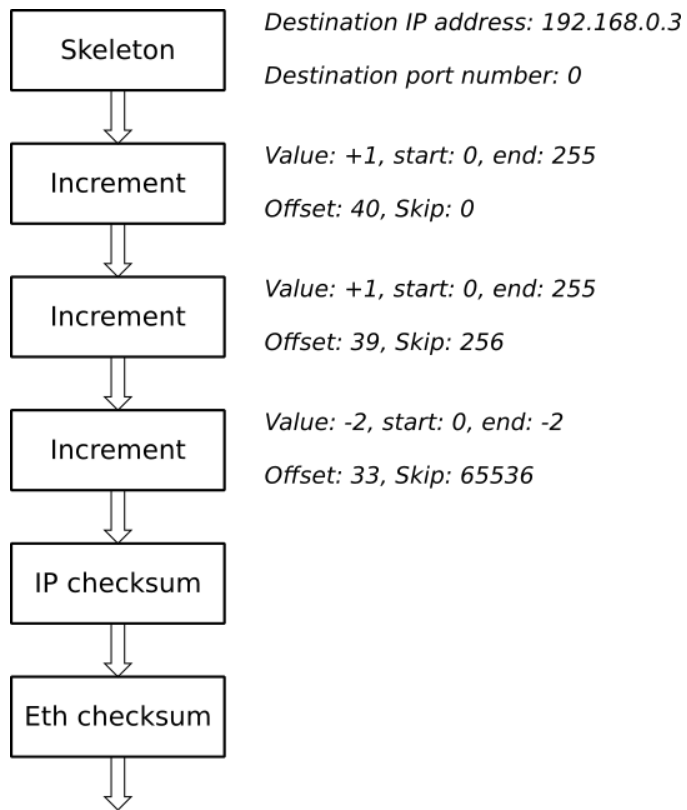 Skeleton
Destination IP address: 192.168.0.3
Destination port number: 0
Increment
Value: +1, start: 0, end: 255
Offset: 40, Skip: 0
Increment
Value: +1, start: 0, end: 255
Offset: 39, Skip: 256
Increment
Value: -2, start: 0, end: -2
Offset: 33, Skip: 65536
IP checksum
Eth checksum